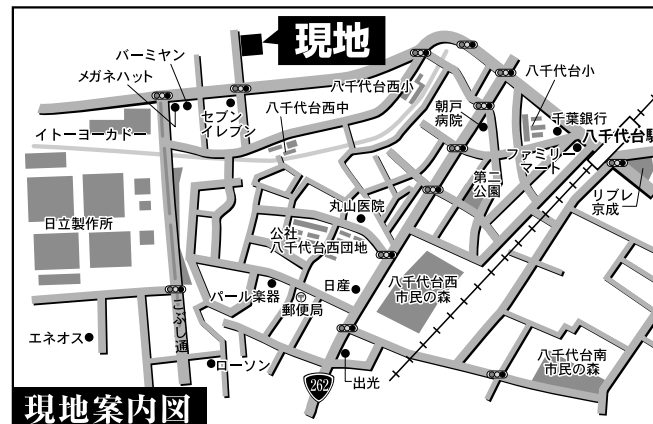 現地
バーミヤン
メガネハット
八千代台西小
八千代台小
セブン
イレブン
八千代台西中
朝戸
病院
千葉銀行
イトーヨーカドー
八千代台駅
ファミリー
マート
第二
公園
リブレ
京成
丸山医院
日立製作所
公社
八千代台西団地
八千代台西
市民の森
パール楽器
日産
郵便局
こぶし通
エネオス
ローソン
262
出光
八千代台南
市民の森
現地案内図